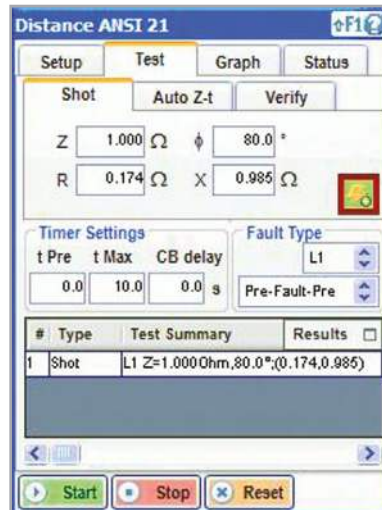 Distance ANSI 21 F1
Setup Test Graph Status
Shot Auto Z-t Verify
Z 1.000 Ω ϕ 80.0 °
R 0.174 Ω X 0.985 Ω
Timer Settings Fault Type
t Pre t Max CB delay L1
0.0 10.0 0.0 s Pre-Fault-Pre
# Type Test Summary Results
1 Shot L1 Z=1.000Ohm,80.0°;(0.174,0.985)
Start Stop Reset